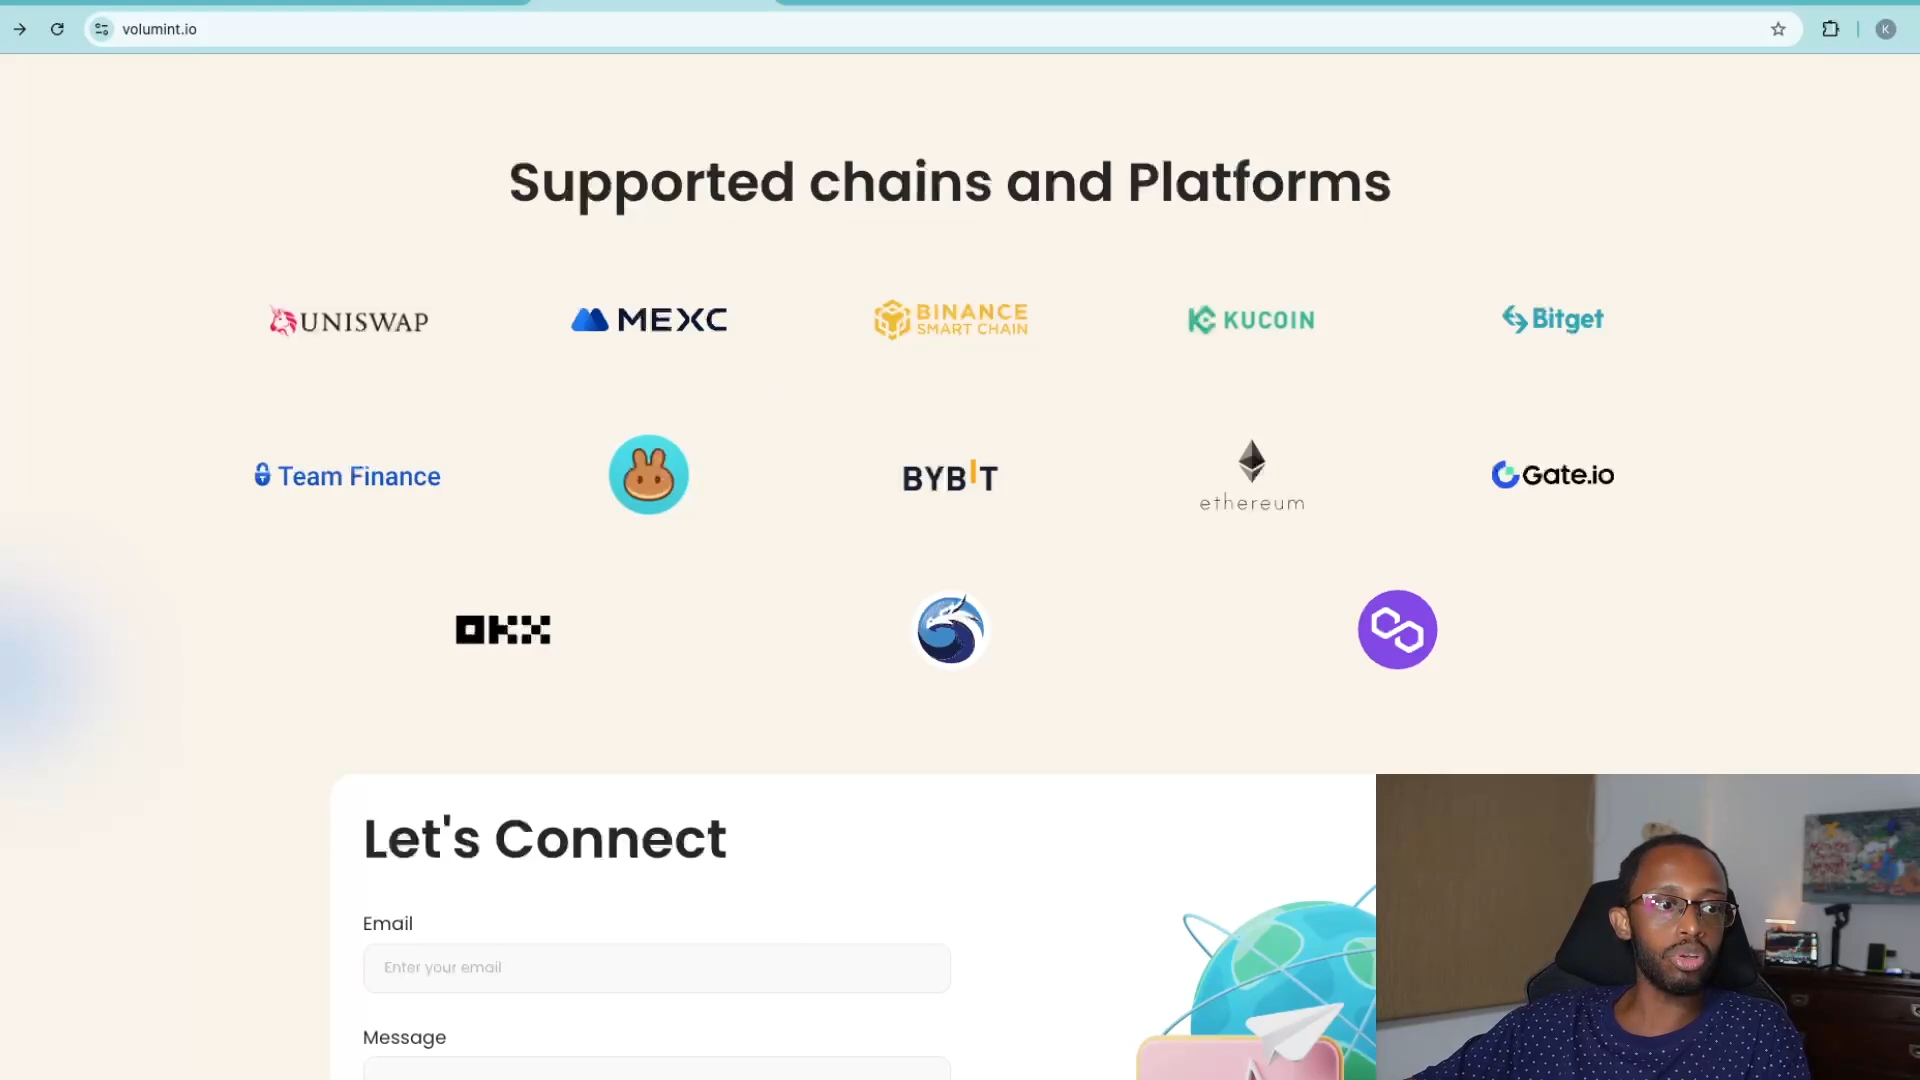 volumint.io
K
Supported chains and Platforms
UNISWAP
MEXC
BINANCE
SMART CHAIN
KUCOIN
Bitget
Team Finance
BYBIT
ethereum
Gate.io
OKX
Let's Connect
Email
Enter your email
Message